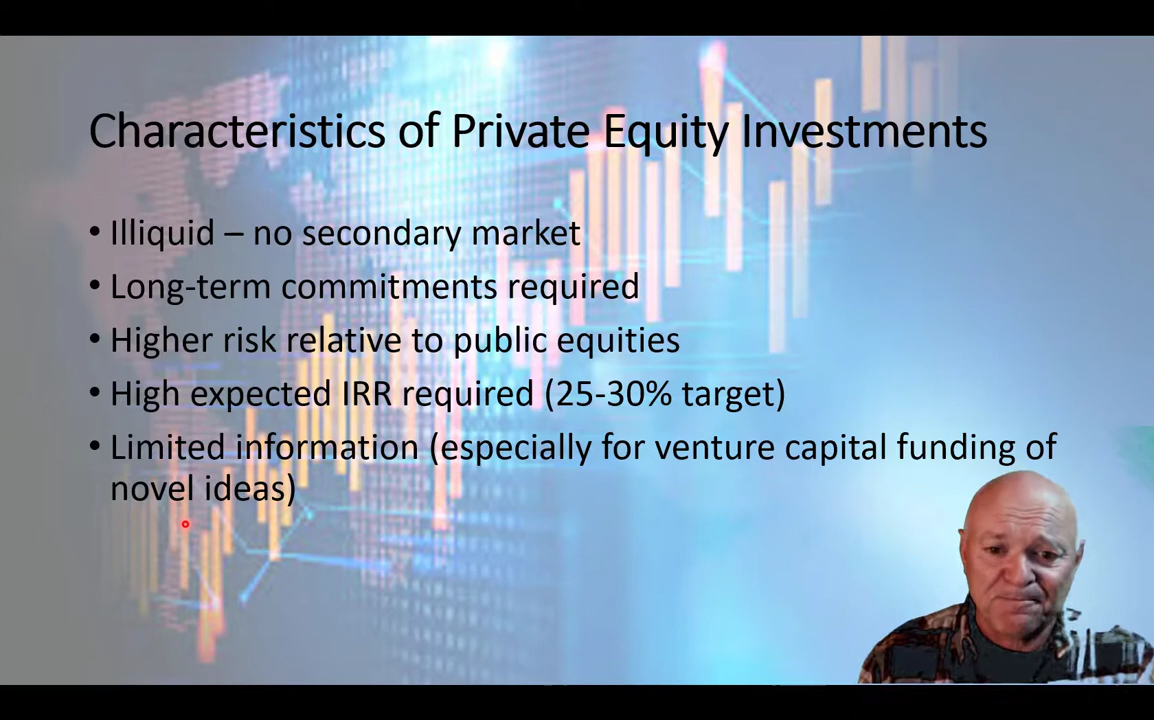 Characteristics of Private Equity Investments
• Illiquid – no secondary market
• Long-term commitments required
• Higher risk relative to public equities
• High expected IRR required (25-30% target)
• Limited information (especially for venture capital funding of
novel ideas)